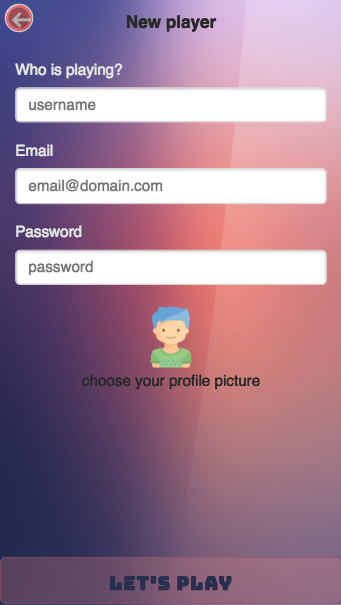 New player
Who is playing?
username
Email
email@domain.com
Password
password
choose your profile picture
LET'S PLAY